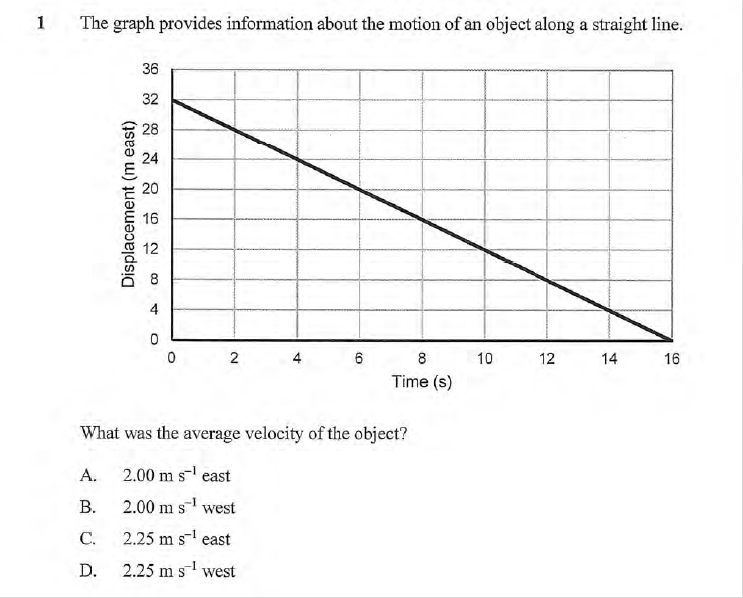 1 The graph provides information about the motion of an object along a straight line.
36
32
28
24
20
16
12
8
4
0
Displacement (m east)
0 2 4 6 8 10 12 14 16
Time (s)
What was the average velocity of the object?
A. 2.00 m s⁻¹ east
B. 2.00 m s⁻¹ west
C. 2.25 m s⁻¹ east
D. 2.25 m s⁻¹ west